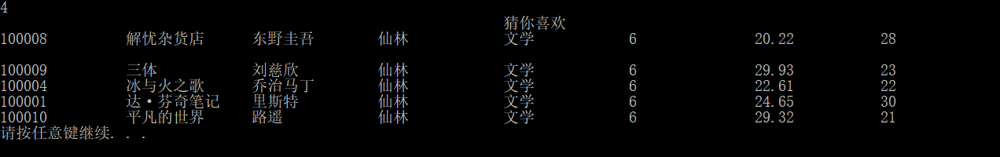 4
猜你喜欢
100008 解忧杂货店 东野圭吾 仙林 文学 6 20.22 28
100009 三体 刘慈欣 仙林 文学 6 29.93 23
100004 冰与火之歌 乔治马丁 仙林 文学 6 22.61 22
100001 达·芬奇笔记 里斯特 仙林 文学 6 24.65 30
100010 平凡的世界 路遥 仙林 文学 6 29.32 21
请按任意键继续. . .